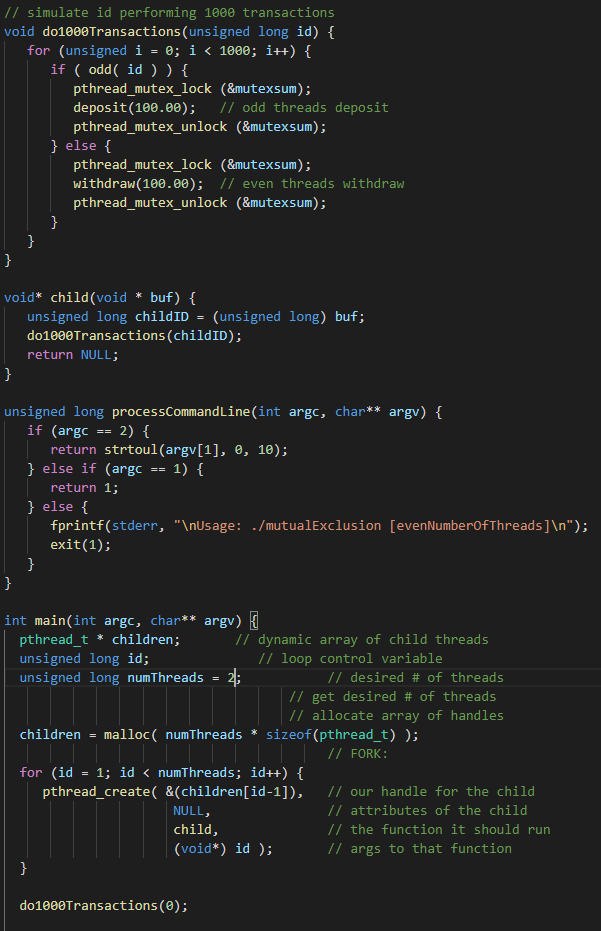 // simulate id performing 1000 transactions
void do1000Transactions(unsigned long id) {
for (unsigned i = 0; i < 1000; i++) {
if ( odd( id ) ) {
pthread_mutex_lock (&mutexsum);
deposit(100.00);   // odd threads deposit
pthread_mutex_unlock (&mutexsum);
} else {
pthread_mutex_lock (&mutexsum);
withdraw(100.00);  // even threads withdraw
pthread_mutex_unlock (&mutexsum);
}
}
}
void* child(void * buf) {
unsigned long childID = (unsigned long) buf;
do1000Transactions(childID);
return NULL;
}
unsigned long processCommandLine(int argc, char** argv) {
if (argc == 2) {
return strtoul(argv[1], 0, 10);
} else if (argc == 1) {
return 1;
} else {
fprintf(stderr, "\nUsage: ./mutualExclusion [evenNumberOfThreads]\n");
exit(1);
}
}
int main(int argc, char** argv) {
pthread_t * children;       // dynamic array of child threads
unsigned long id;              // loop control variable
unsigned long numThreads = 2;           // desired # of threads
// get desired # of threads
// allocate array of handles
children = malloc( numThreads * sizeof(pthread_t) );
// FORK:
for (id = 1; id < numThreads; id++) {
pthread_create( &(children[id-1]),   // our handle for the child
NULL,               // attributes of the child
child,              // the function it should run
(void*) id );       // args to that function
}
do1000Transactions(0);